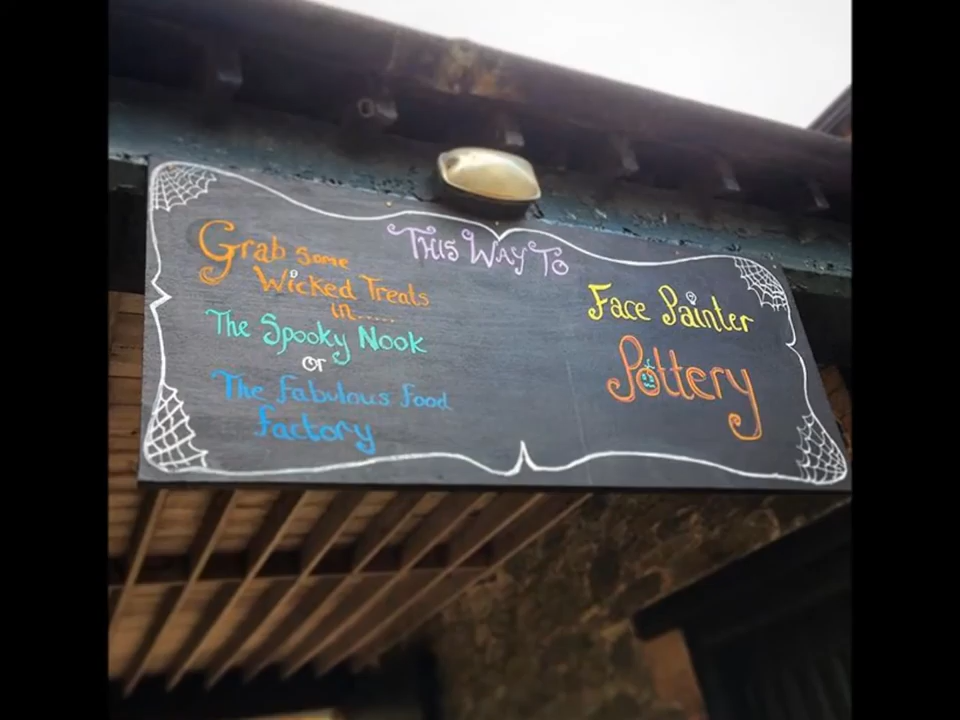 This Way To
Grab Some
Wicked Treats
in.....
The Spooky Nook
or
The Fabulous Food
Factory
Face Painter
Pottery